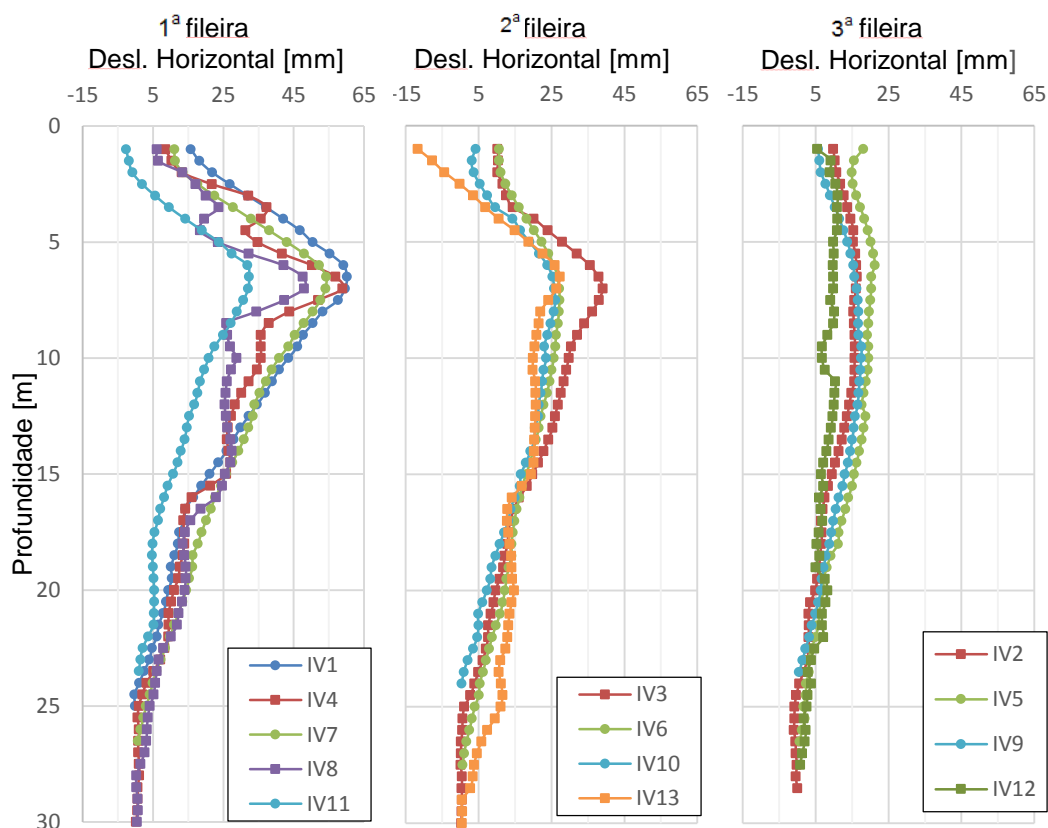 1ª fileira
Desl. Horizontal [mm]
-15 5 25 45 65
2ª fileira
Desl. Horizontal [mm]
-15 5 25 45 65
3ª fileira
Desl. Horizontal [mm]
-15 5 25 45 65
Profundidade [m]
0
5
10
15
20
25
30
IV1
IV4
IV7
IV8
IV11
IV3
IV6
IV10
IV13
IV2
IV5
IV9
IV12